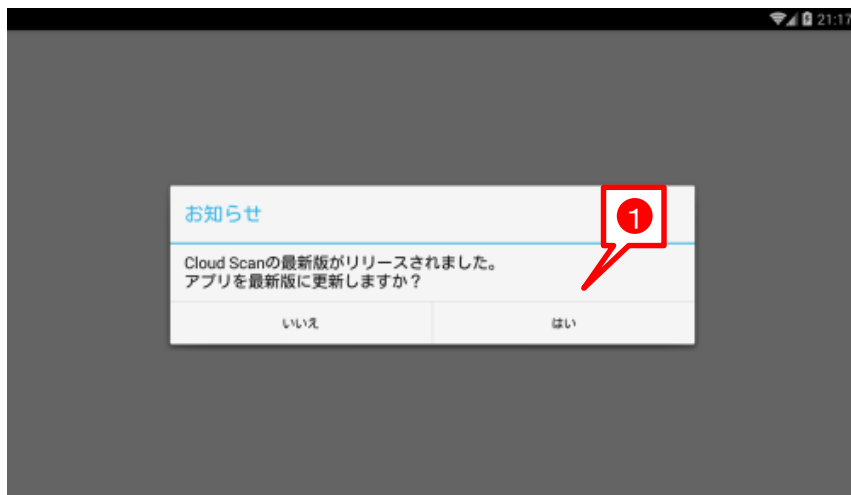 21:17
お知らせ
1
Cloud Scanの最新版がリリースされました。
アプリを最新版に更新しますか？
いいえ
はい